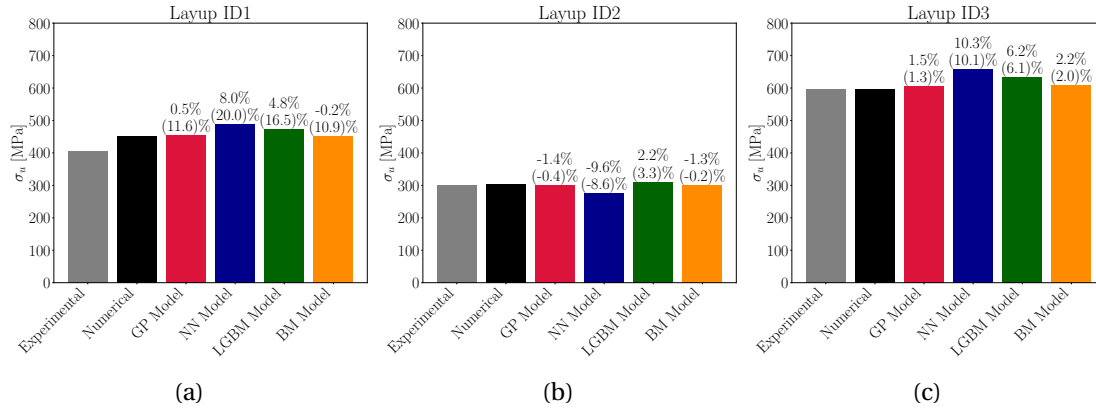 Layup ID1
800
700
600
500
400
300
200
100
0
σu [MPa]
0.5%
(11.6)%
8.0%
(20.0)%
4.8%
(16.5)%
-0.2%
(10.9)%
Experimental
Numerical
GP Model
NN Model
LGBM Model
BM Model
(a)
Layup ID2
800
700
600
500
400
300
200
100
0
σu [MPa]
-1.4%
(-0.4)%
-9.6%
(-8.6)%
2.2%
(3.3)%
-1.3%
(-0.2)%
Experimental
Numerical
GP Model
NN Model
LGBM Model
BM Model
(b)
Layup ID3
800
700
600
500
400
300
200
100
0
σu [MPa]
1.5%
(1.3)%
10.3%
(10.1)%
6.2%
(6.1)%
2.2%
(2.0)%
Experimental
Numerical
GP Model
NN Model
LGBM Model
BM Model
(c)